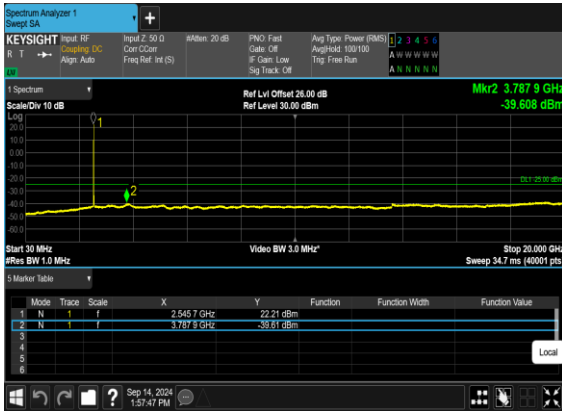 Spectrum Analyzer 1
Swept SA
+
KEYSIGHT Input: RF Input Z: 50 Ω #Atten: 20 dB PNO: Fast Avg Type: Power (RMS) 1 2 3 4 5 6
R T Coupling: DC Corr CCorr Gate: Off Avg|Hold: 100/100 A W W W W W
Align: Auto Freq Ref: Int (S) IF Gain: Low Trig: Free Run
Sig Track: Off A N N N N N
1 Spectrum Ref Lvl Offset 26.00 dB Mkr2 3.787 9 GHz
Scale/Div 10 dB Ref Level 30.00 dBm -39.608 dBm
Log
20.0 1
10.0
0.00
-10.0
-20.0 DL1 -25.00 dBm
-30.0 2
-40.0
-50.0
-60.0
Start 30 MHz Video BW 3.0 MHz* Stop 20.000 GHz
#Res BW 1.0 MHz Sweep 34.7 ms (40001 pts)
5 Marker Table
Mode Trace Scale X Y Function Function Width Function Value
1 N 1 f 2.545 7 GHz 22.21 dBm
2 N 1 f 3.787 9 GHz -39.61 dBm
3
4
5
6
Local
? Sep 14, 2024
1:57:47 PM